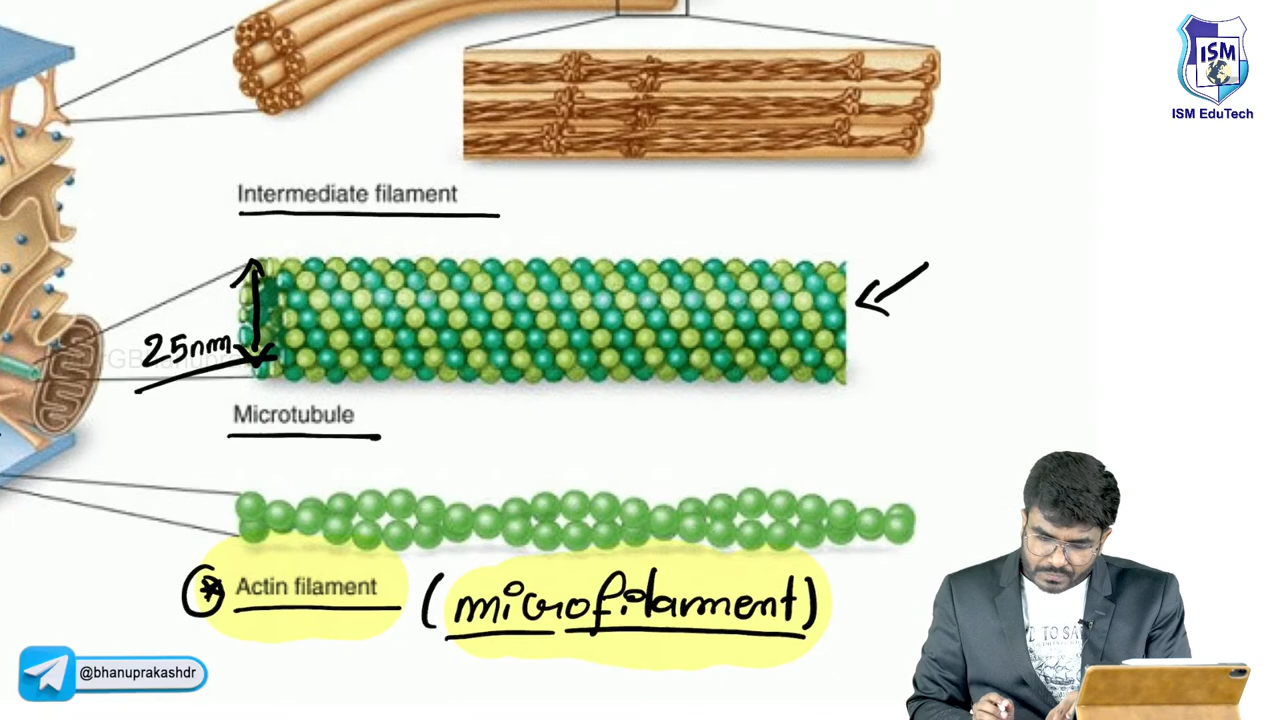 ISM
ISM EduTech
Intermediate filament
25nm
Microtubule
Actin filament (microfilament)
@bhanuprakashdr